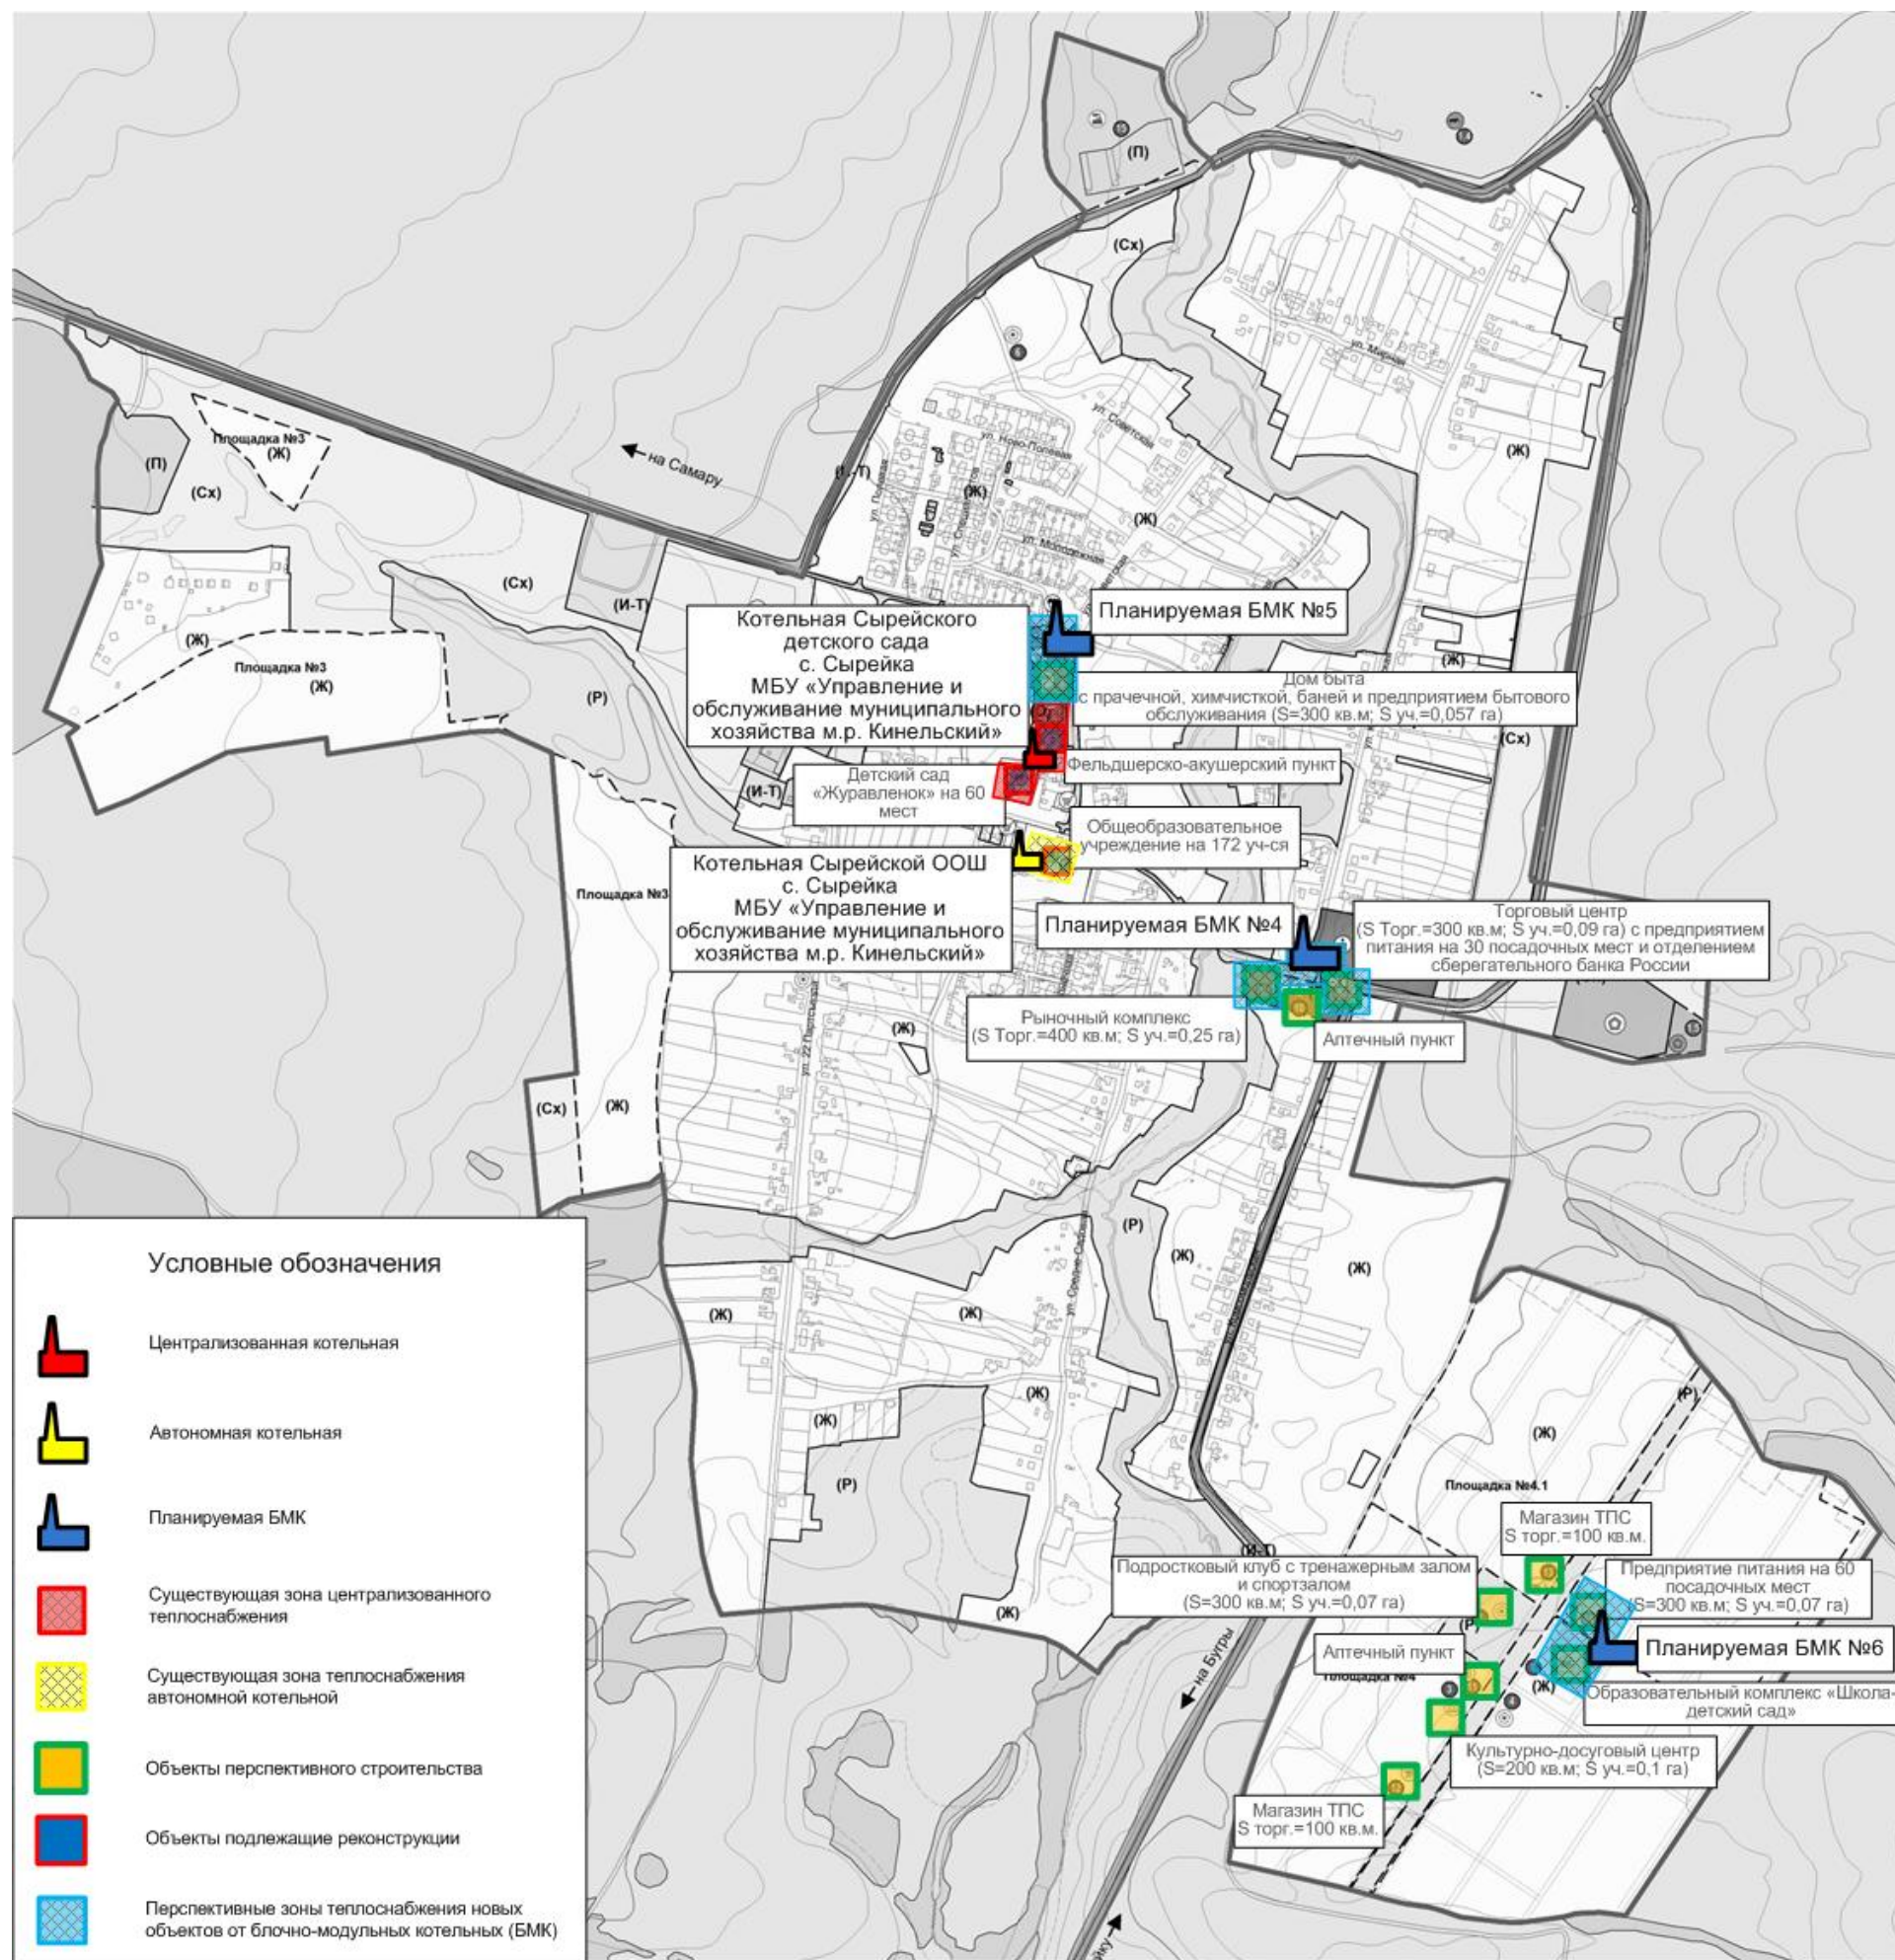 (П)
(Сх)
ул. Мирная
Площадка №3
(Ж)
(П)
(Сх)
на Самару
ул. Советская
ул. Ново-Полевая
(Ж)
(Ж)
ул. Полевая
(Ж)
ул. Молодежная
(Сх)
(И-Т)
Планируемая БМК №5
Котельная Сырейского
детского сада
с. Сырейка
МБУ «Управление и
обслуживание муниципального
хозяйства м.р. Кинельский»
(Ж)
Площадка №3
(Ж)
(Р)
(Ж)
Дом быта
с прачечной, химчисткой, баней и предприятием бытового
обслуживания (S=300 кв.м; S уч.=0,057 га)
(Сх)
Фельдшерско-акушерский пункт
(И-Т)
Детский сад
«Журавленок» на 60
мест
Общеобразовательное
учреждение на 172 уч-ся
Котельная Сырейской ООШ
с. Сырейка
МБУ «Управление и
обслуживание муниципального
хозяйства м.р. Кинельский»
Площадка №3
Планируемая БМК №4
Торговый центр
(S Торг.=300 кв.м; S уч.=0,09 га) с предприятием
питания на 30 посадочных мест и отделением
сберегательного банка России
Рыночный комплекс
(S Торг.=400 кв.м; S уч.=0,25 га)
Аптечный пункт
ул. 22 Партсъезда
(Ж)
(Сх)
(Ж)
(Р)
(Ж)
(Ж)
ул. Средне-Садовая
(Ж)
(Ж)
(Ж)
(Ж)
(Р)
(Р)
(Ж)
Площадка №4.1
Магазин ТПС
S торг.=100 кв.м.
(И-Т)
Подростковый клуб с тренажерным залом
и спортзалом
(S=300 кв.м; S уч.=0,07 га)
Предприятие питания на 60
посадочных мест
(S=300 кв.м; S уч.=0,07 га)
(Ж)
(Р)
на Бугры
Аптечный пункт
Площадка №4
Планируемая БМК №6
(Ж)
Образовательный комплекс «Школа-
детский сад»
Культурно-досуговый центр
(S=200 кв.м; S уч.=0,1 га)
Магазин ТПС
S торг.=100 кв.м.
Условные обозначения
Централизованная котельная
Автономная котельная
Планируемая БМК
Существующая зона централизованного
теплоснабжения
Существующая зона теплоснабжения
автономной котельной
Объекты перспективного строительства
Объекты подлежащие реконструкции
Перспективные зоны теплоснабжения новых
объектов от блочно-модульных котельных (БМК)